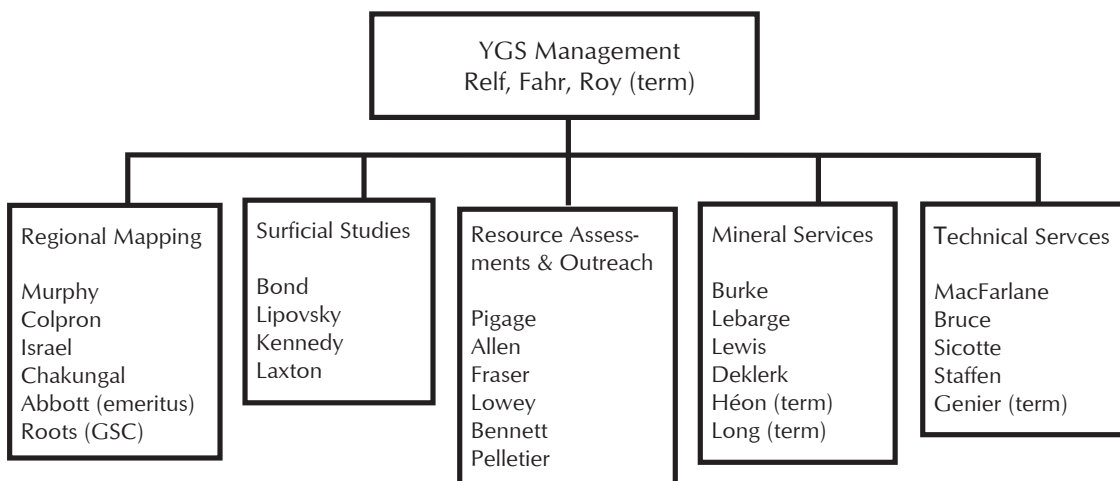 YGS Management
Relf, Fahr, Roy (term)
Regional Mapping
Murphy
Colpron
Israel
Chakungal
Abbott (emeritus)
Roots (GSC)
Surficial Studies
Bond
Lipovsky
Kennedy
Laxton
Resource Assess-
ments & Outreach
Pigage
Allen
Fraser
Lowey
Bennett
Pelletier
Mineral Services
Burke
Lebarge
Lewis
Deklerk
Héon (term)
Long (term)
Technical Servces
MacFarlane
Bruce
Sicotte
Staffen
Genier (term)